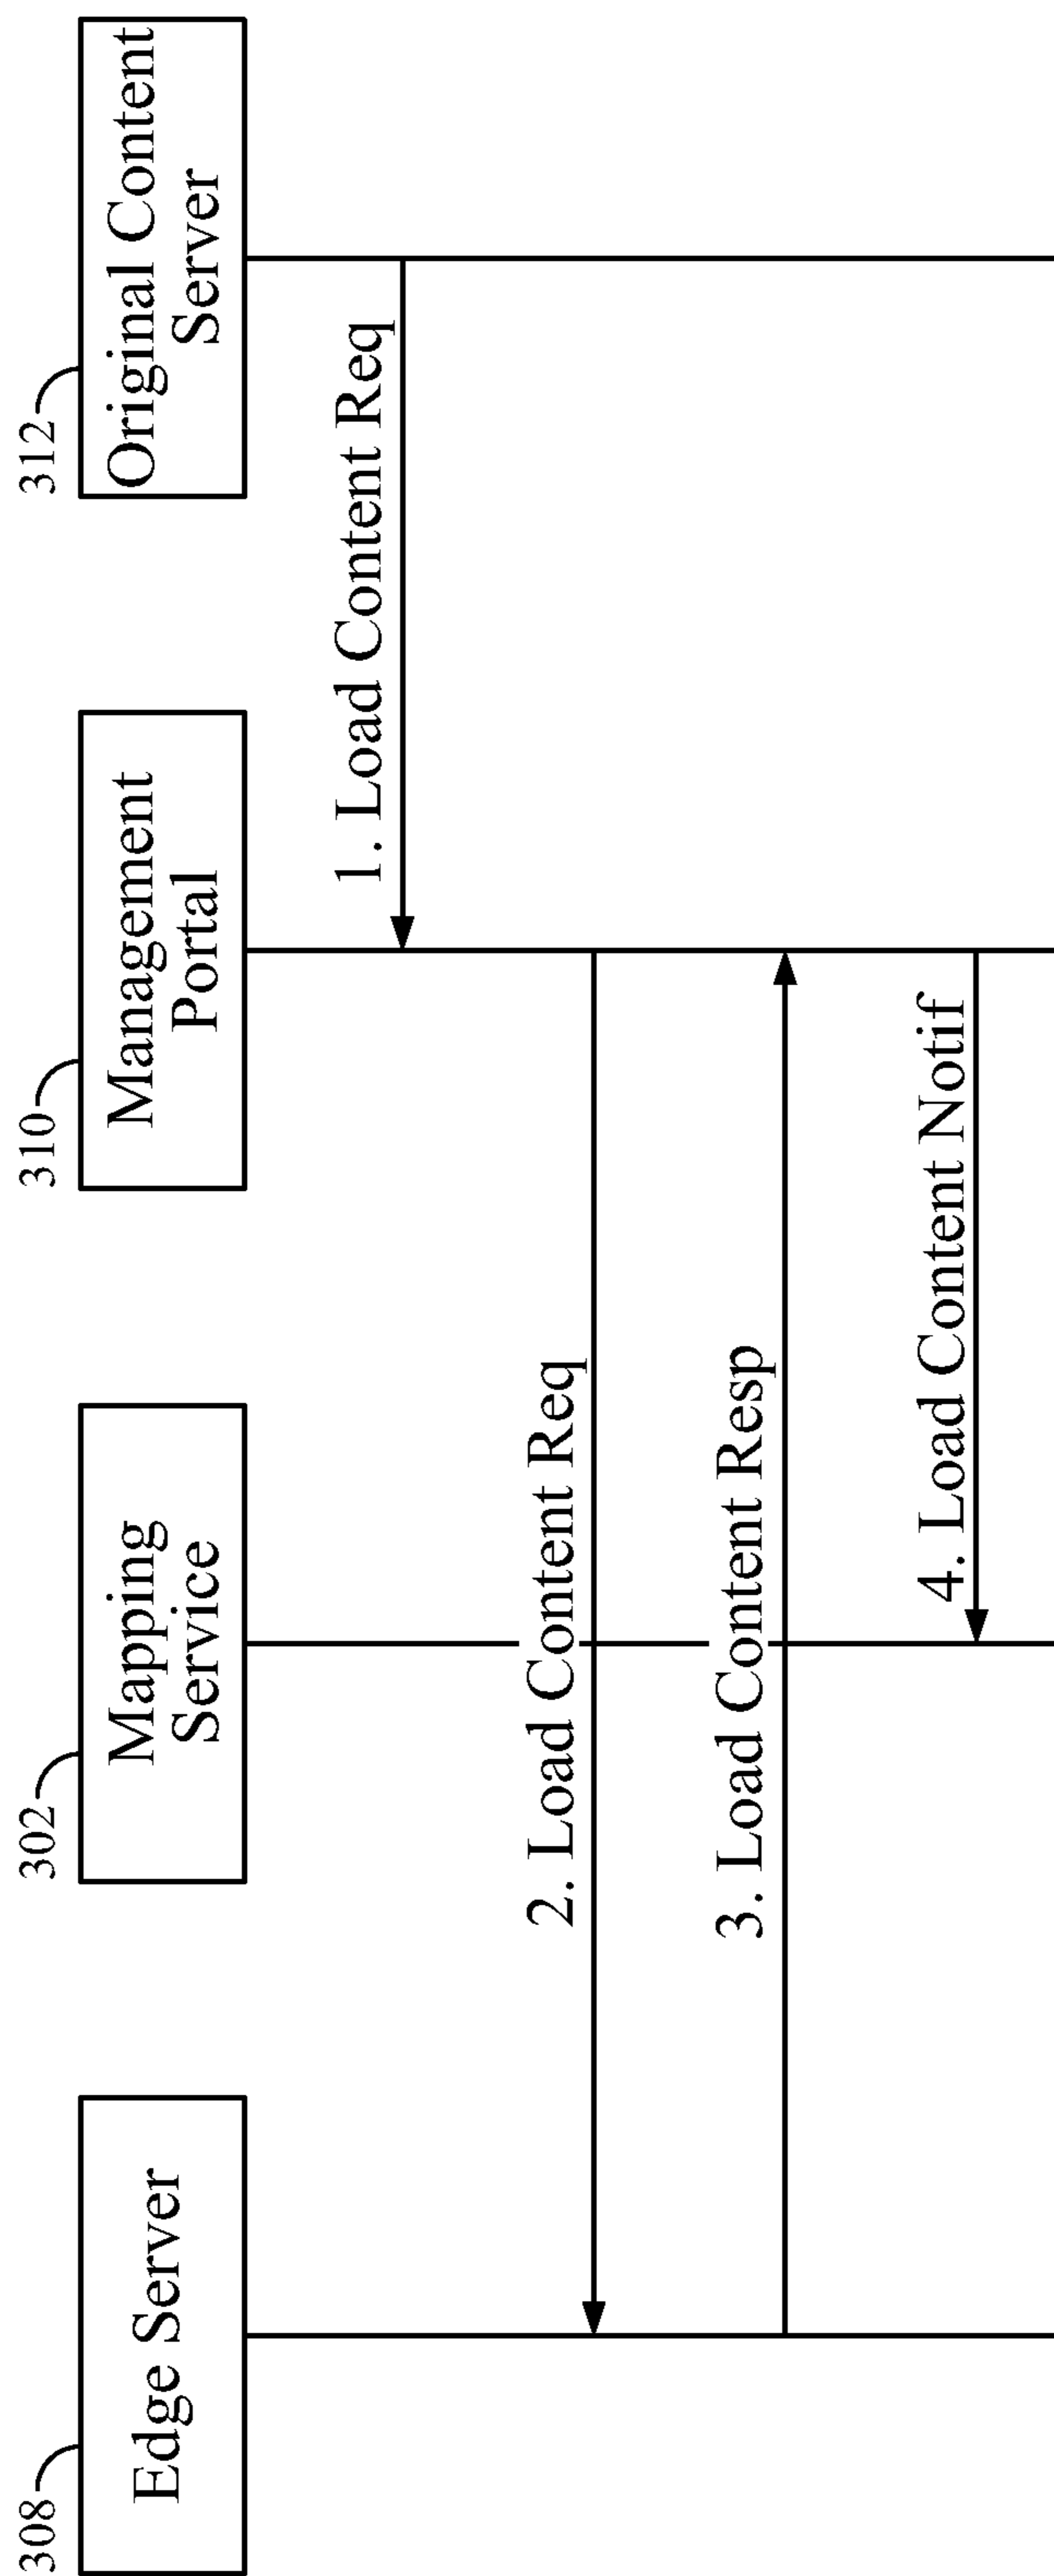 308
Edge Server
302
Mapping
Service
310
Management
Portal
312
Original Content
Server
1. Load Content Req
2. Load Content Req
3. Load Content Resp
4. Load Content Notif